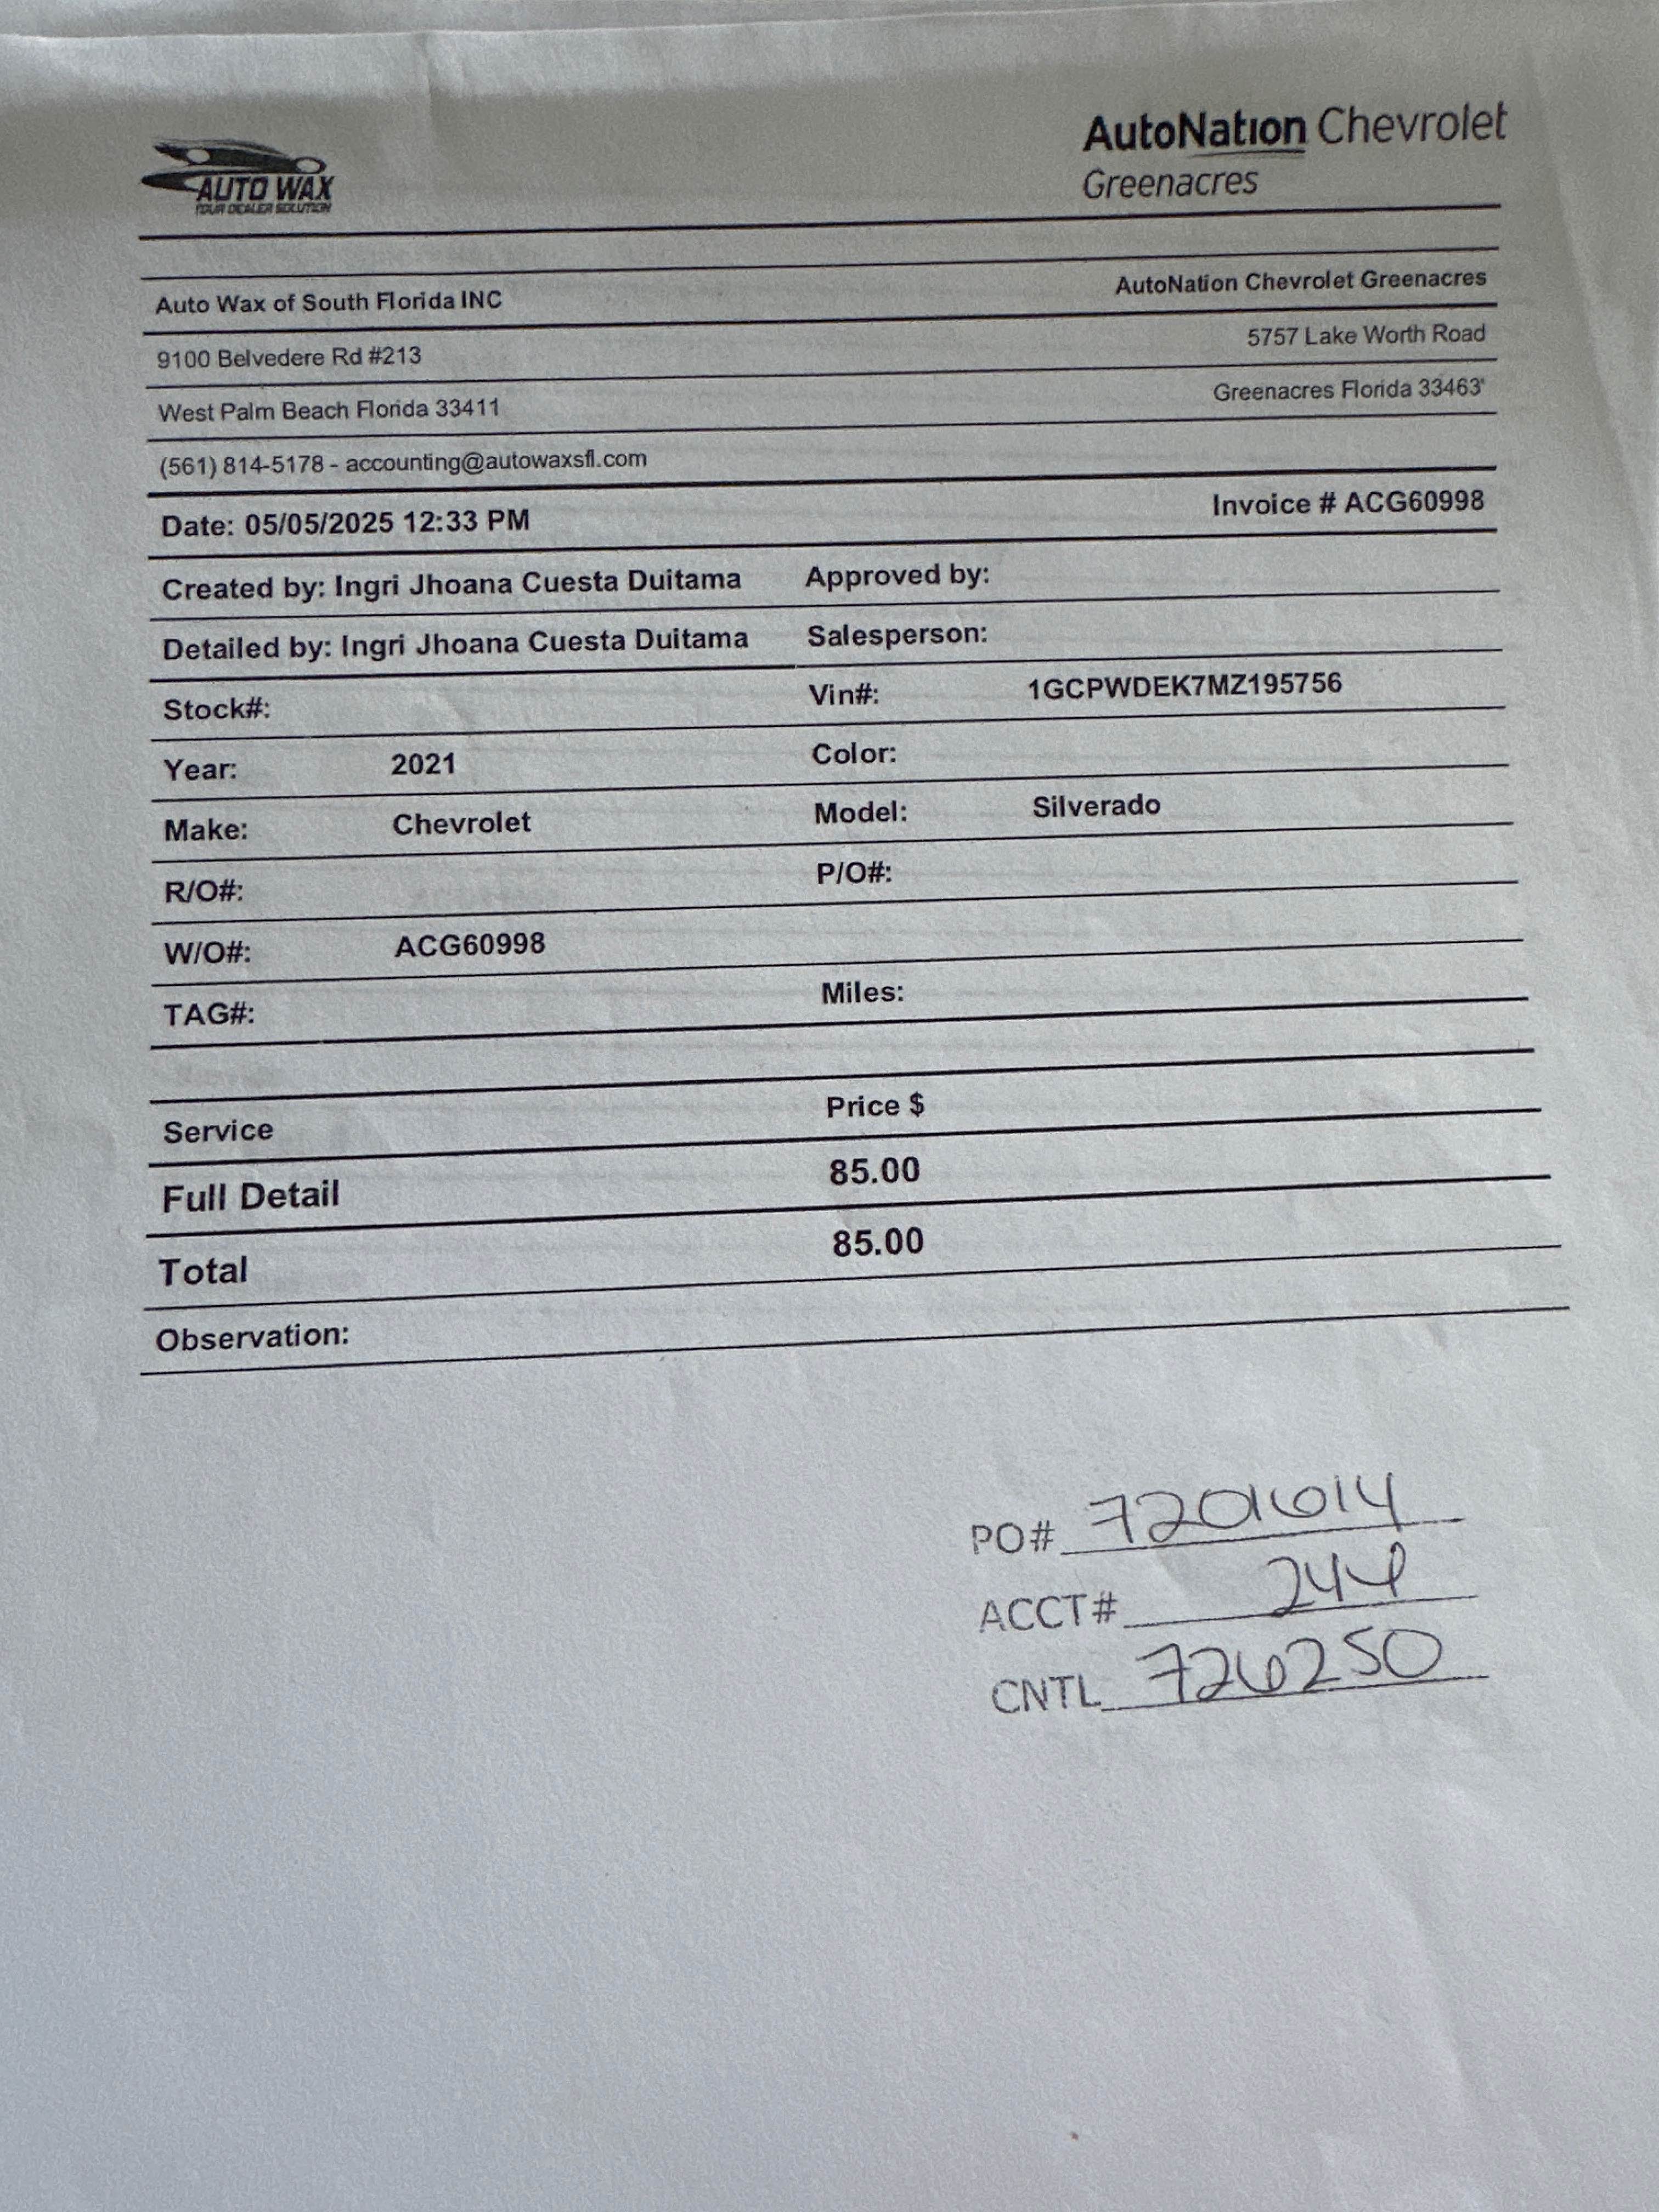 AUTO WAX
YOUR DEALER SOLUTION
AutoNation Chevrolet
Greenacres
Auto Wax of South Florida INC AutoNation Chevrolet Greenacres
9100 Belvedere Rd #213 5757 Lake Worth Road
West Palm Beach Florida 33411 Greenacres Florida 33463
(561) 814-5178 - accounting@autowaxsfl.com
Date: 05/05/2025 12:33 PM Invoice # ACG60998
Created by: Ingri Jhoana Cuesta Duitama Approved by:
Detailed by: Ingri Jhoana Cuesta Duitama Salesperson:
Stock#: Vin#: 1GCPWDEK7MZ195756
Year: 2021 Color:
Make: Chevrolet Model: Silverado
R/O#: P/O#:
W/O#: ACG60998
TAG#: Miles:
Service Price $
Full Detail 85.00
Total 85.00
Observation:
PO# 7201614
ACCT# 244
CNTL 726250